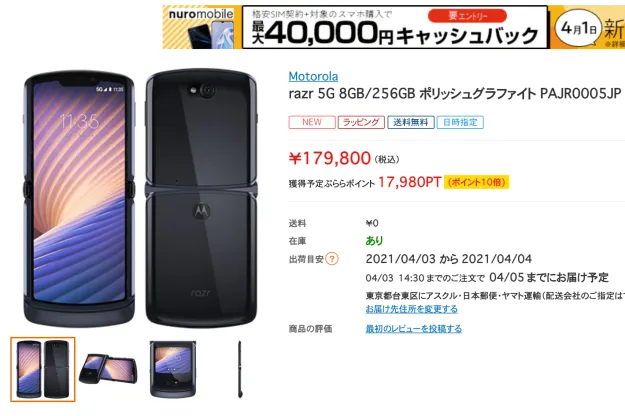 nuromobile
格安SIM契約+対象のスマホ購入で
要エントリー
最大40,000円キャッシュバック
4月1日
新
Motorola
razr 5G 8GB/256GB ポリッシュグラファイト PAJR0005JP
NEW ラッピング 送料無料 日時指定
¥179,800 (税込)
獲得予定ぷららポイント 17,980PT (ポイント10倍)
送料 ¥0
在庫 あり
出荷目安? 2021/04/03 から 2021/04/04
04/03 14:30までのご注文で 04/05までにお届け予定
東京都台東区にアスクル・日本郵便・ヤマト運輸(配送会社のご指定は
お届け先住所を変更する
商品の評価 最初のレビューを投稿する
5G 11:35
11:35
razr